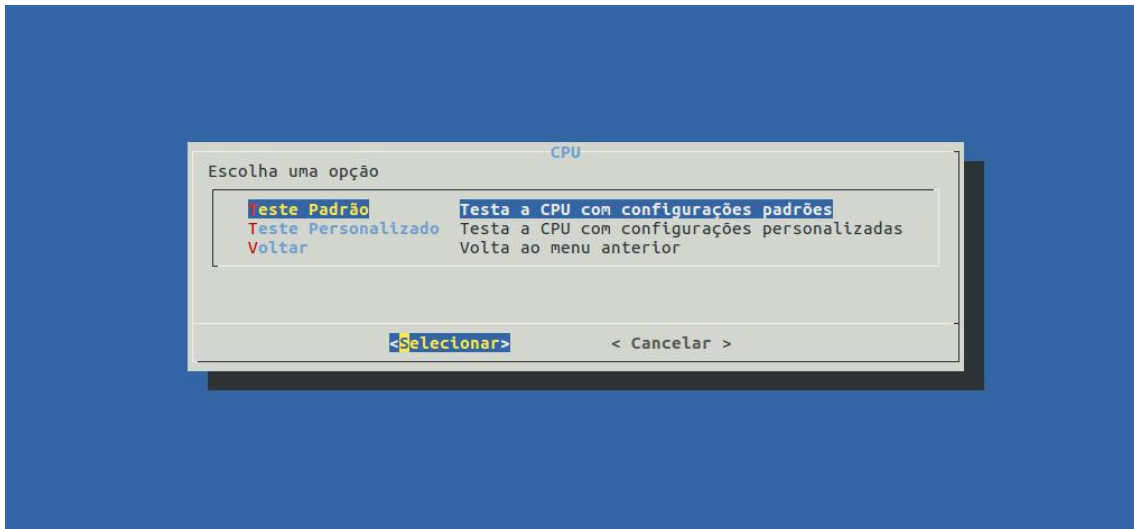 CPU
Escolha uma opção
Teste Padrão Testa a CPU com configurações padrões
Teste Personalizado Testa a CPU com configurações personalizadas
Voltar Volta ao menu anterior
<Selecionar> < Cancelar >